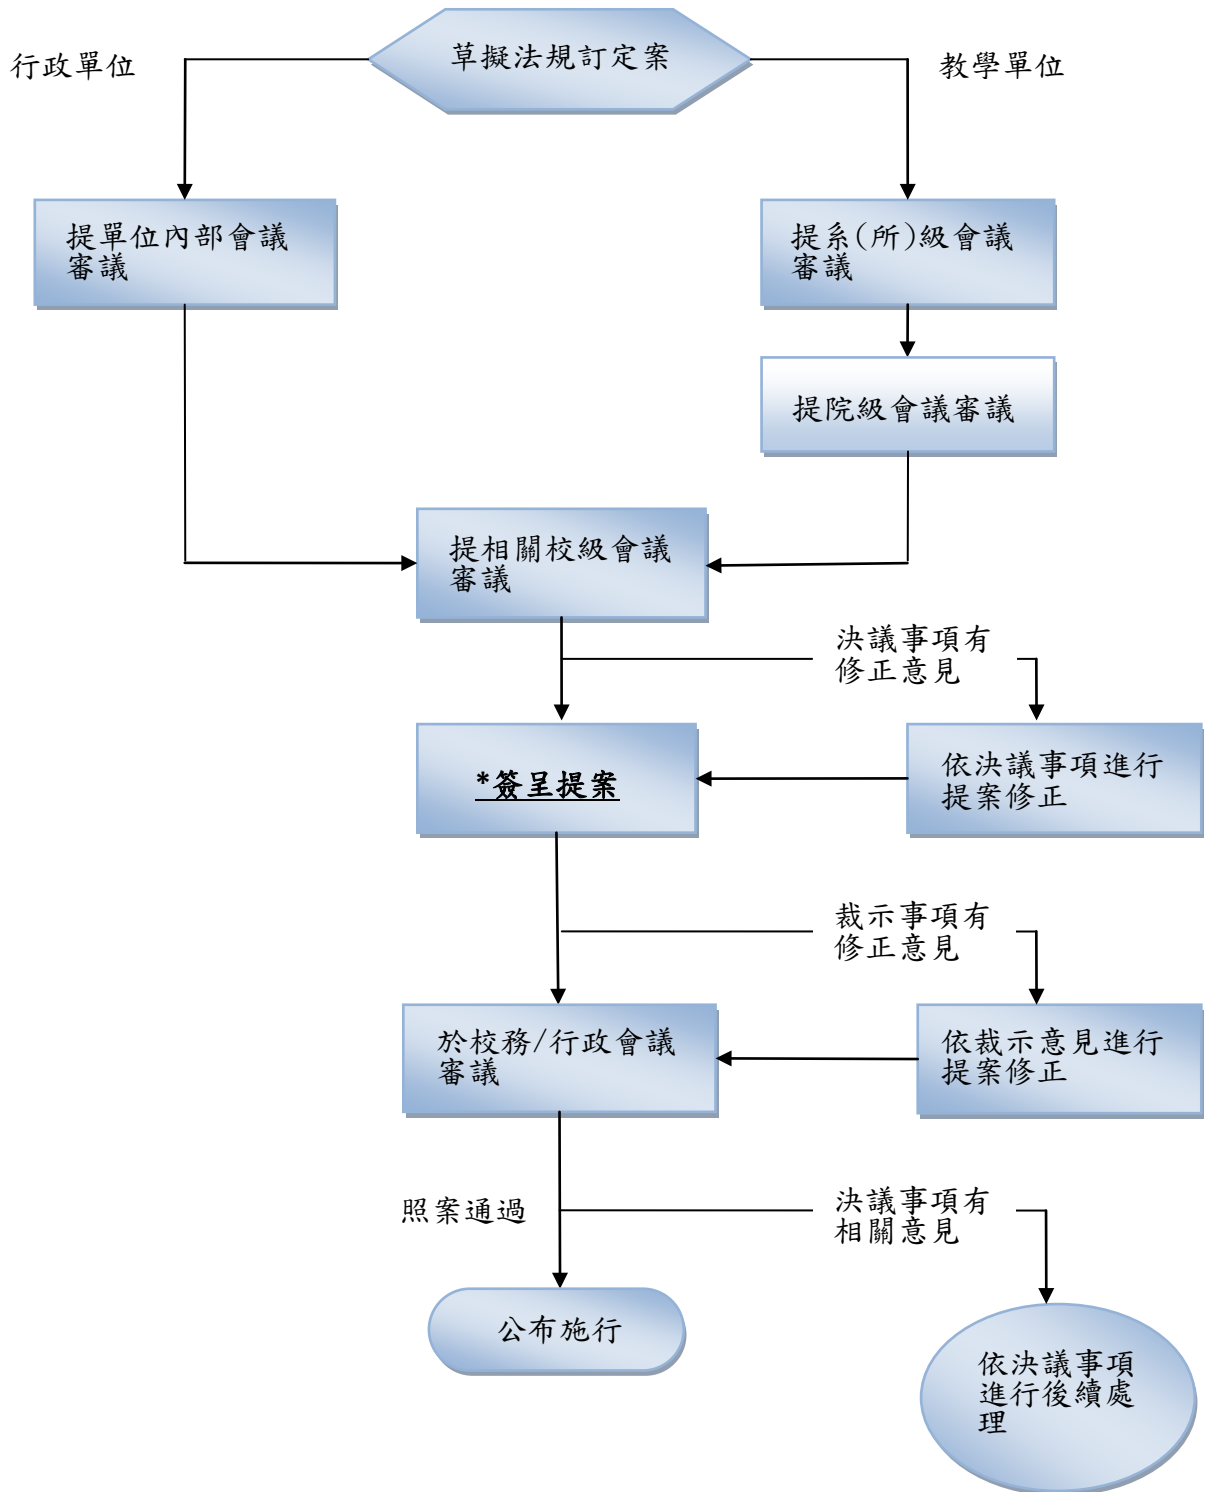 草擬法規訂定案
行政單位
教學單位
提單位內部會議
審議
提系(所)級會議
審議
提院級會議審議
提相關校級會議
審議
決議事項有
修正意見
*簽呈提案
依決議事項進行
提案修正
裁示事項有
修正意見
於校務/行政會議
審議
依裁示意見進行
提案修正
照案通過
決議事項有
相關意見
公布施行
依決議事項
進行後續處
理